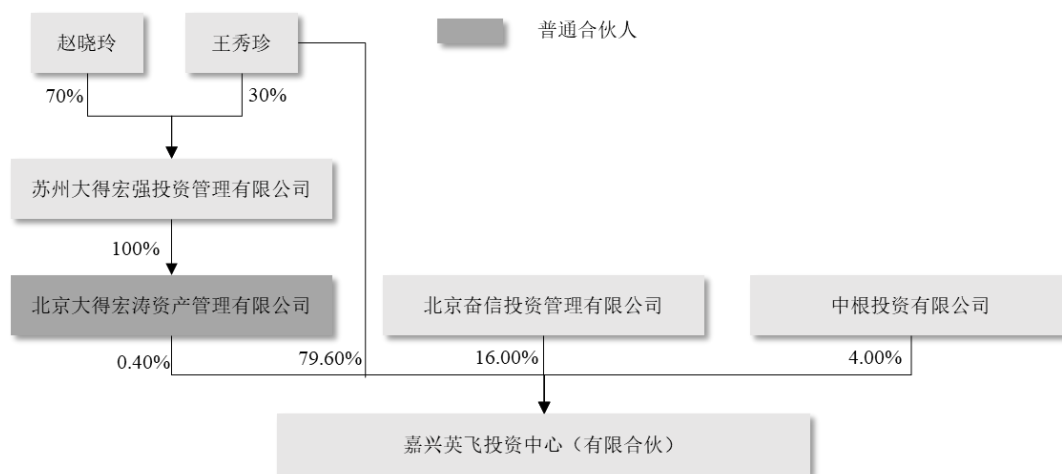 赵晓玲
王秀珍
普通合伙人
70%
30%
苏州大得宏强投资管理有限公司
100%
北京大得宏涛资产管理有限公司
北京奋信投资管理有限公司
中根投资有限公司
0.40%
79.60%
16.00%
4.00%
嘉兴英飞投资中心（有限合伙）